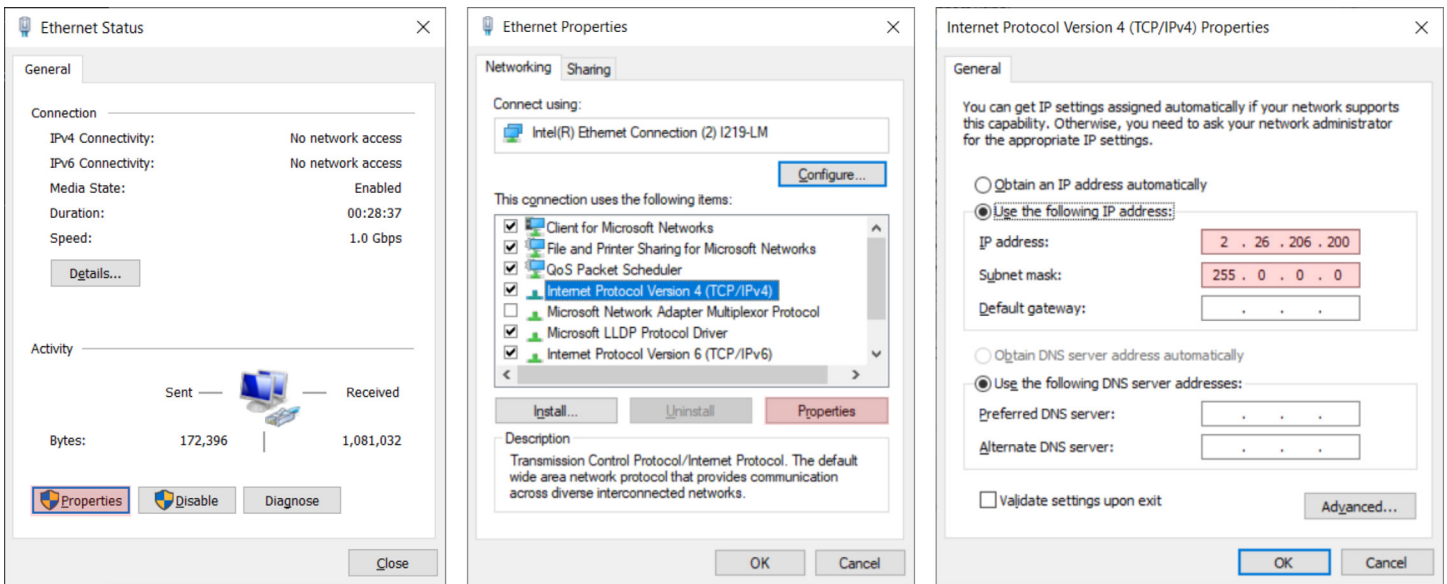 Ethernet Status
General
Connection
IPv4 Connectivity: No network access
IPv6 Connectivity: No network access
Media State: Enabled
Duration: 00:28:37
Speed: 1.0 Gbps
Details...
Activity
Sent Received
Bytes: 172,396 1,081,032
Properties Disable Diagnose
Close
Ethernet Properties
Networking Sharing
Connect using:
Intel(R) Ethernet Connection (2) I219-LM
Configure...
This connection uses the following items:
Client for Microsoft Networks
File and Printer Sharing for Microsoft Networks
QoS Packet Scheduler
Internet Protocol Version 4 (TCP/IPv4)
Microsoft Network Adapter Multiplexor Protocol
Microsoft LLDP Protocol Driver
Internet Protocol Version 6 (TCP/IPv6)
Install... Uninstall Properties
Description
Transmission Control Protocol/Internet Protocol. The default
wide area network protocol that provides communication
across diverse interconnected networks.
OK Cancel
Internet Protocol Version 4 (TCP/IPv4) Properties
General
You can get IP settings assigned automatically if your network supports
this capability. Otherwise, you need to ask your network administrator
for the appropriate IP settings.
Obtain an IP address automatically
Use the following IP address:
IP address: 2 . 26 . 206 . 200
Subnet mask: 255 . 0 . 0 . 0
Default gateway: . . .
Obtain DNS server address automatically
Use the following DNS server addresses:
Preferred DNS server: . . .
Alternate DNS server: . . .
Validate settings upon exit
Advanced...
OK Cancel